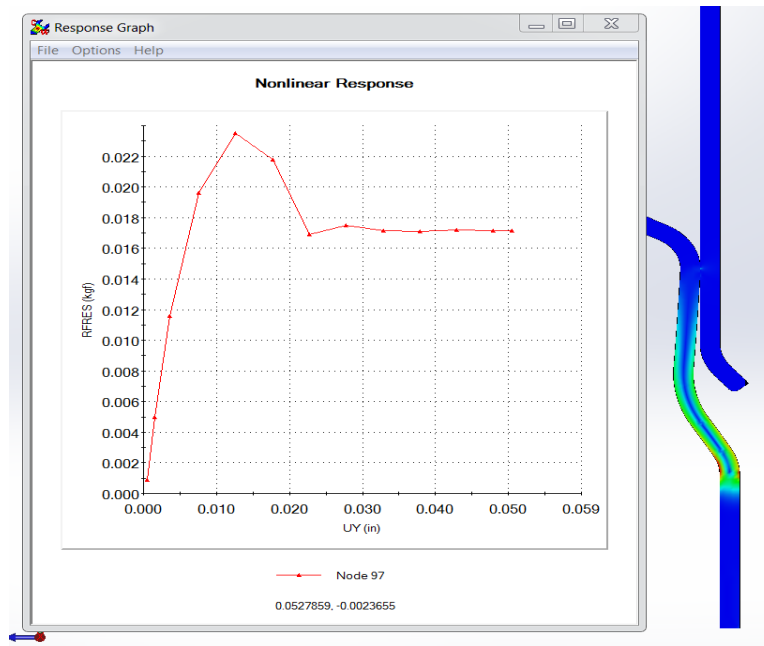 Response Graph
File Options Help
Nonlinear Response
RFRES (kgf)
0.022
0.020
0.018
0.016
0.014
0.012
0.010
0.008
0.006
0.004
0.002
0.000
0.000 0.010 0.020 0.030 0.040 0.050 0.059
UY (in)
Node 97
0.0527859, -0.0023655